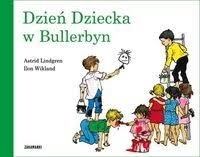 Dzień Dziecka
w Bullerbyn
Astrid Lindgren
Ilon Wikland
ZAKAMARKI